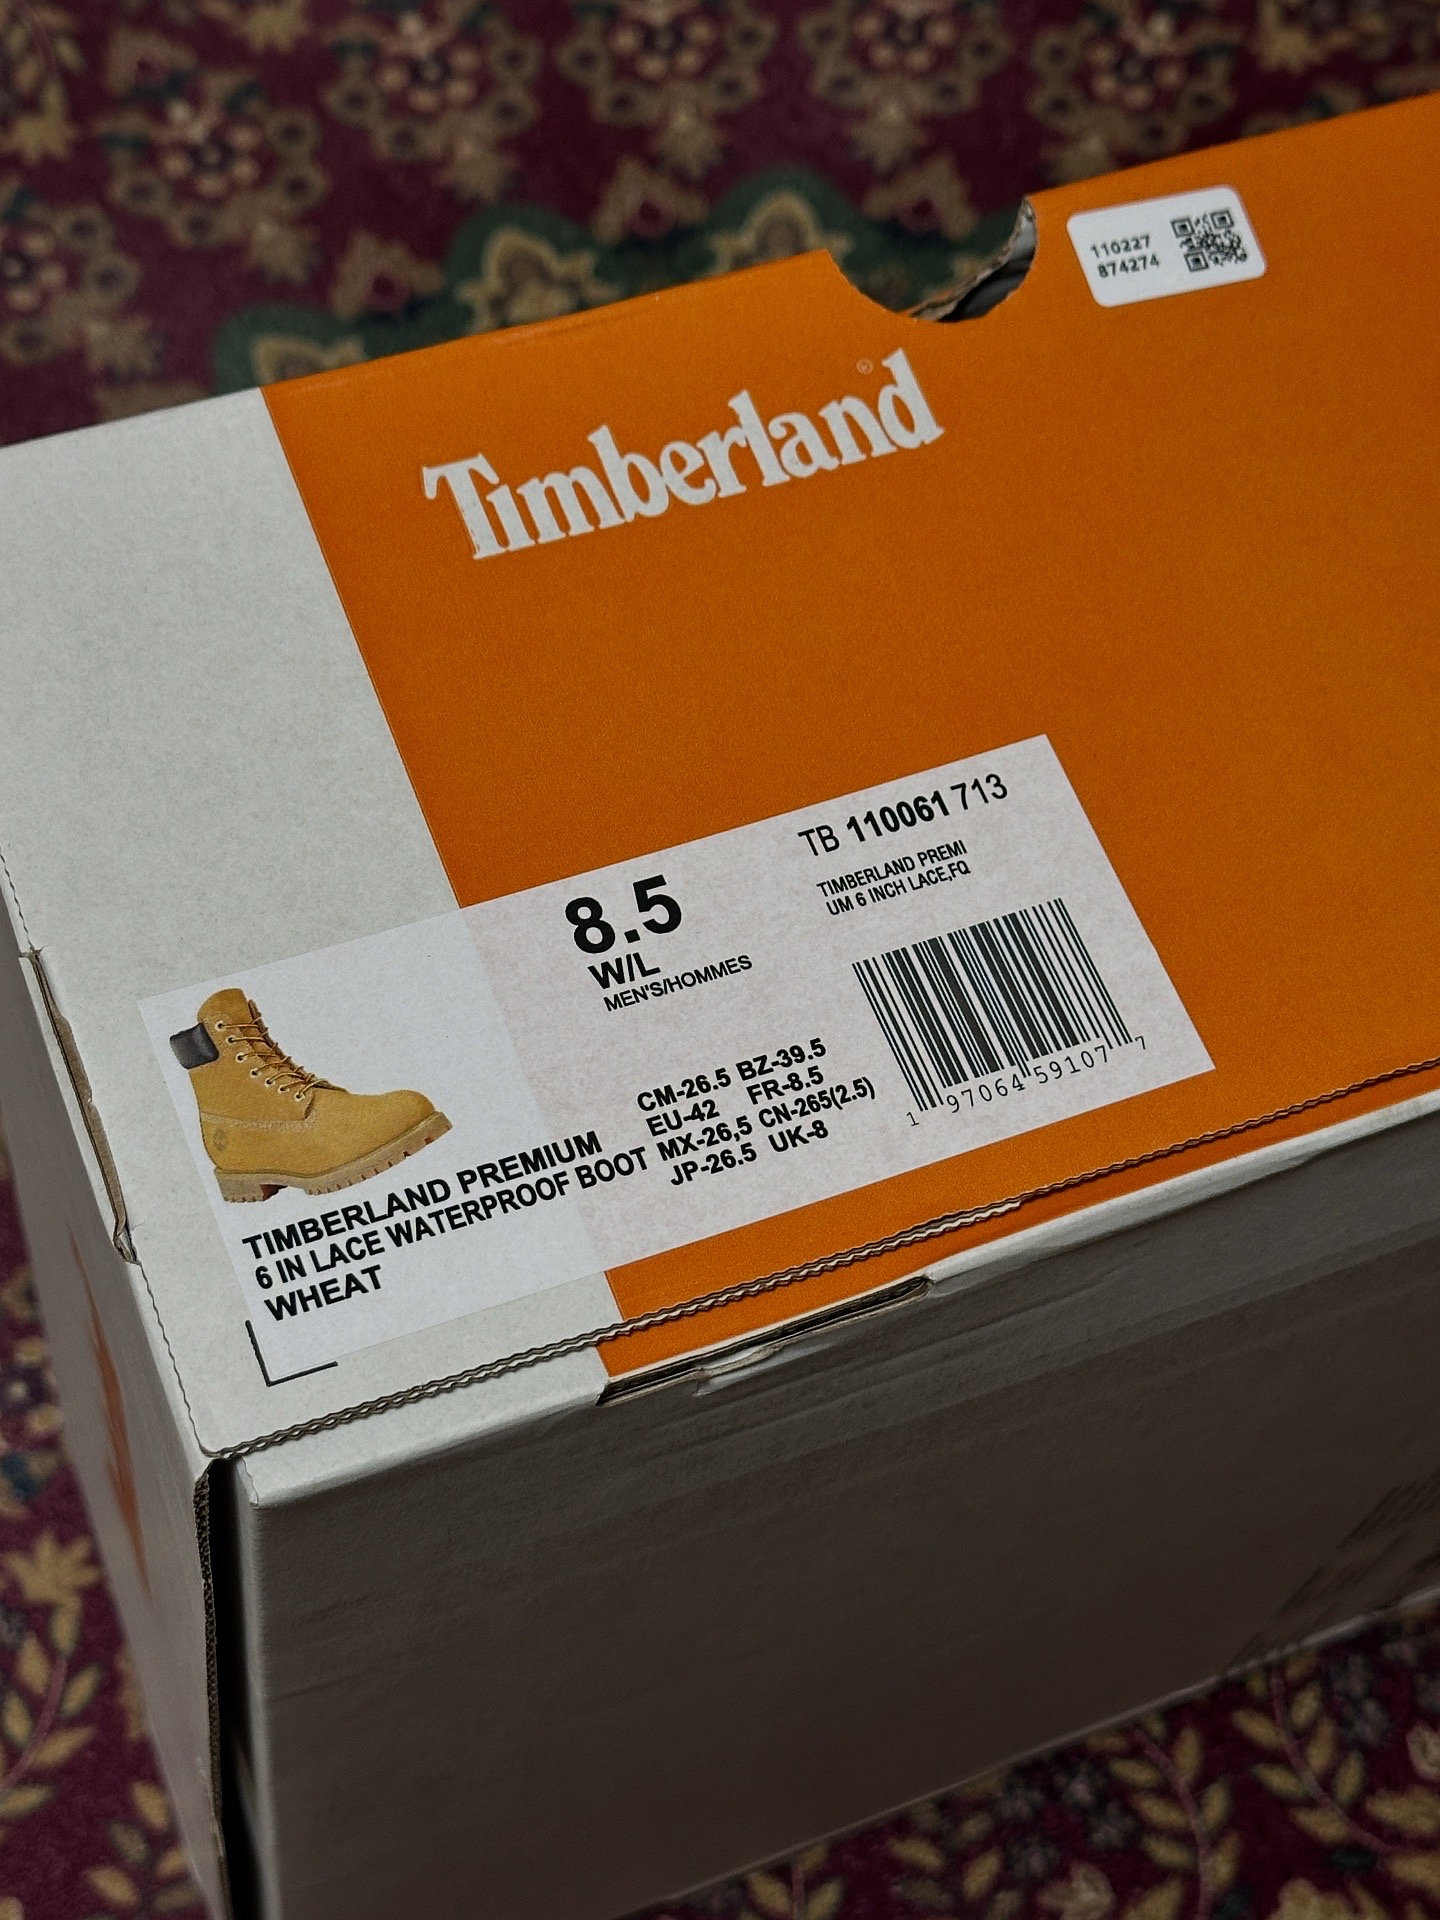 110227
874274
Timberland®
TB 110061 713
TIMBERLAND PREMI
UM 6 INCH LACE,FQ
8.5
W/L
MEN'S/HOMMES
CM-26.5 BZ-39.5
EU-42 FR-8.5
MX-26,5 CN-265(2.5)
JP-26.5 UK-8
1 97064 59107 7
TIMBERLAND PREMIUM
6 IN LACE WATERPROOF BOOT
WHEAT